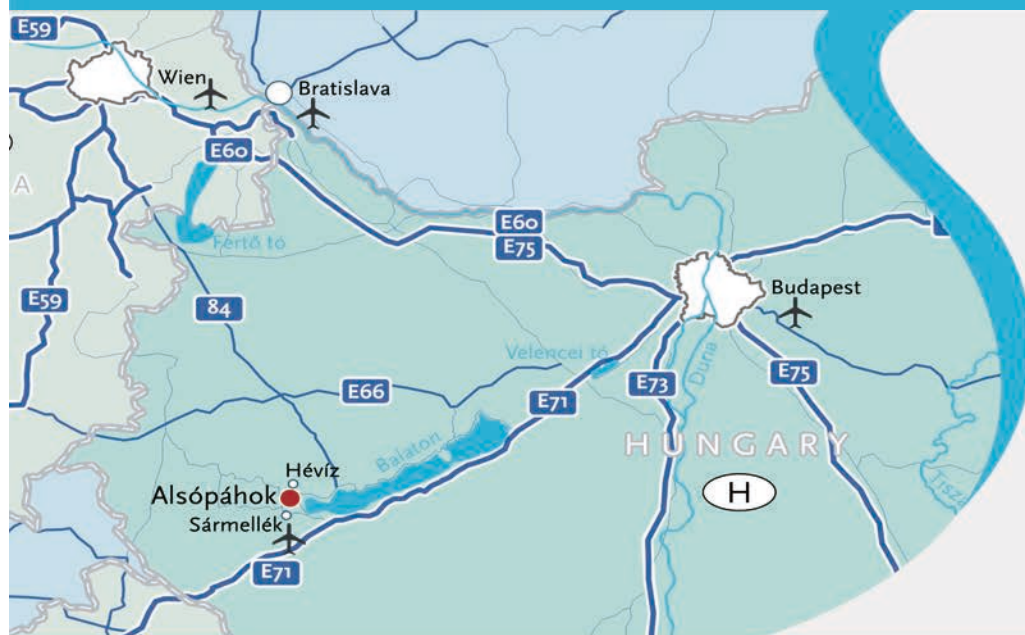 E59
Wien
Bratislava
E60
A
Fertő tó
E60
E75
E59
84
Budapest
Velencei tó
E66
E73
Duna
E75
E71
Balaton
HUNGARY
Hévíz
Alsópáhok
H
Sármellék
Tisza
E71